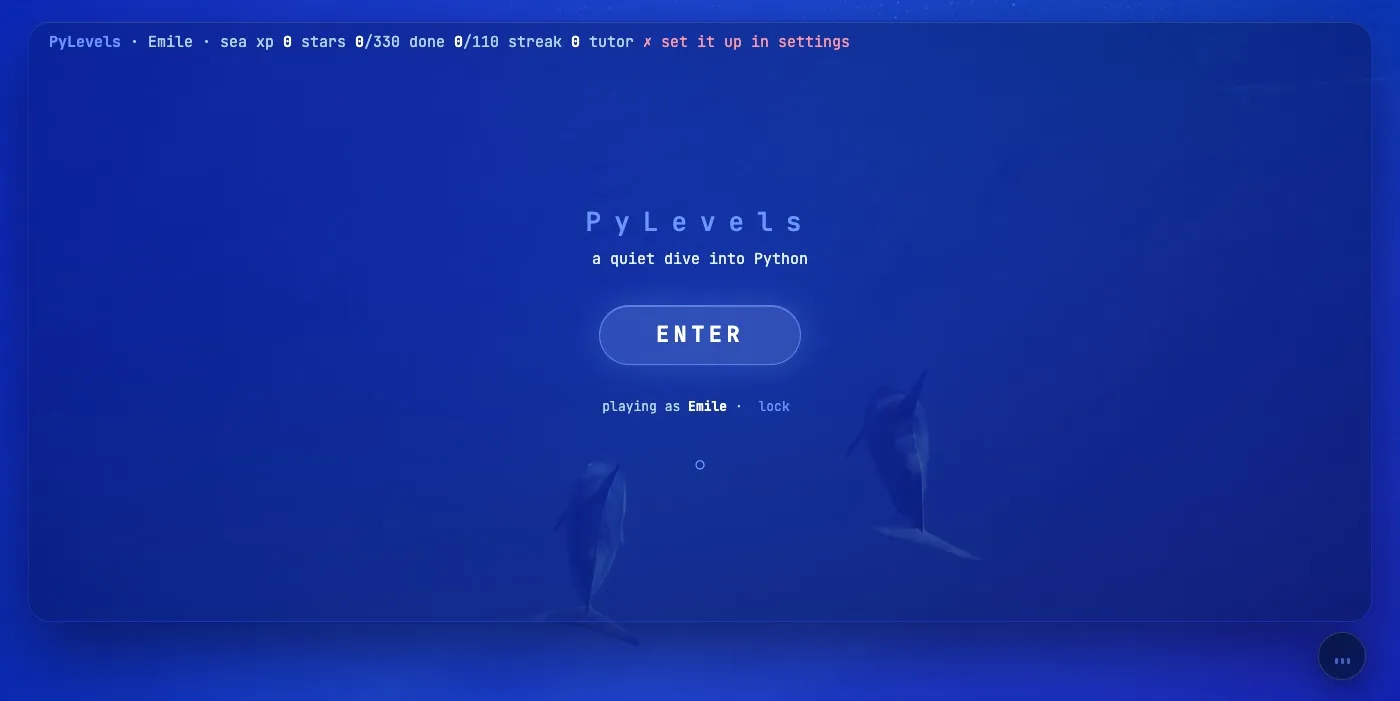 PyLevels · Emile · sea xp 0 stars 0/330 done 0/110 streak 0 tutor ✗ set it up in settings
PyLevels
a quiet dive into Python
ENTER
playing as Emile · lock